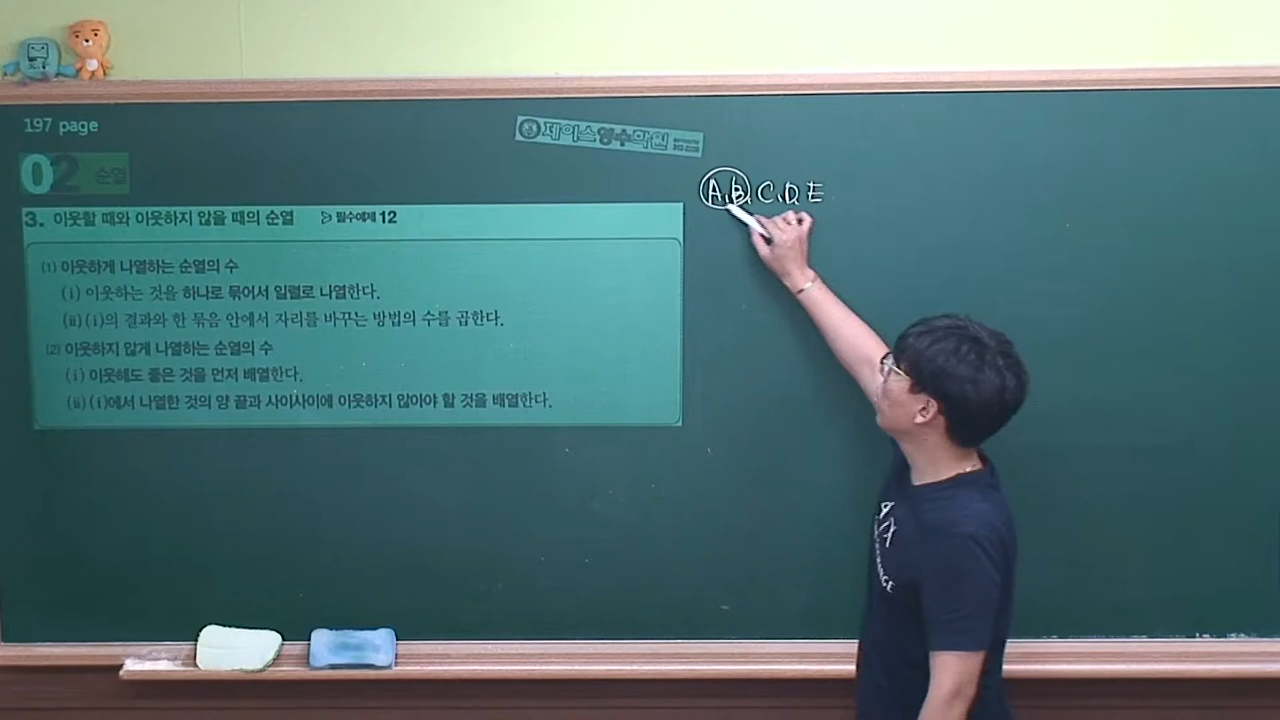 197 page
제이스영수학원
02 순열
A, B, C, D, E
3. 이웃할 때와 이웃하지 않을 때의 순열 ▷ 필수예제 12
(1) 이웃하게 나열하는 순열의 수
(i) 이웃하는 것을 하나로 묶어서 일렬로 나열한다.
(ii) (i)의 결과와 한 묶음 안에서 자리를 바꾸는 방법의 수를 곱한다.
(2) 이웃하지 않게 나열하는 순열의 수
(i) 이웃해도 좋은 것을 먼저 배열한다.
(ii) (i)에서 나열한 것의 양 끝과 사이사이에 이웃하지 않아야 할 것을 배열한다.